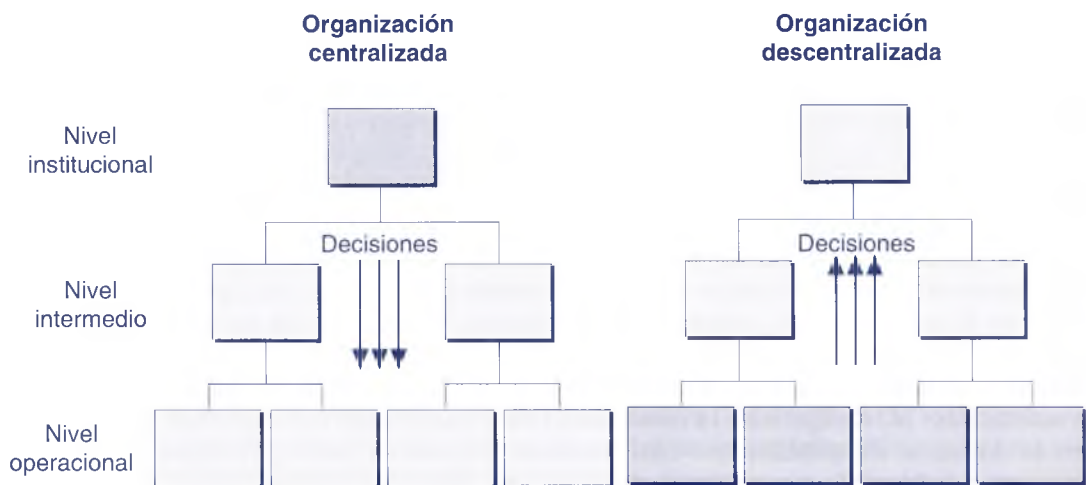 Organización
centralizada
Organización
descentralizada
Nivel
institucional
Decisiones
Decisiones
Nivel
intermedio
Nivel
operacional